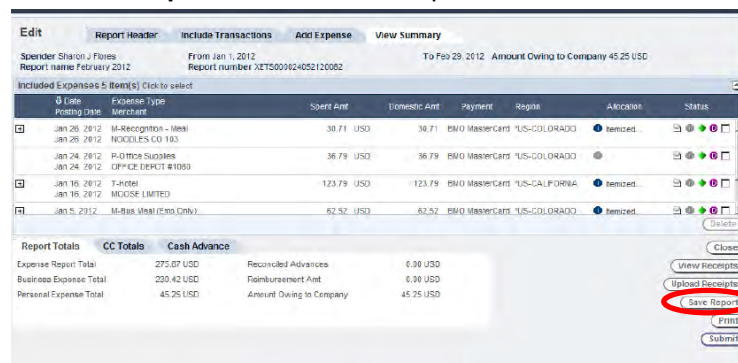 Edit Report Header Include Transactions Add Expense View Summary
Spender Sharon J Flores From Jan 1, 2012 To Feb 29, 2012 Amount Owing to Company 45.25 USD
Report name February 2012 Report number XETS000024052120082
Included Expenses 5 Item(s) Click to select
Date Expense Type Spent Amt Domestic Amt Payment Region Allocation Status
Posting Date Merchant
Jan 26, 2012 M-Recognition - Meal 30.71 USD 30.71 BMO MasterCard *US-COLORADO Itemized...
Jan 26, 2012 NOODLES CO 103
Jan 24, 2012 P-Office Supplies 36.79 USD 36.79 BMO MasterCard *US-COLORADO
Jan 24, 2012 OFFICE DEPOT #1080
Jan 16, 2012 T-Hotel 123.79 USD 123.79 BMO MasterCard *US-CALIFORNIA Itemized...
Jan 16, 2012 MOOSE LIMITED
Jan 5, 2012 M-Bus Meal (Emp Only) 62.52 USD 62.52 BMO MasterCard *US-COLORADO Itemized...
Delete
Report Totals CC Totals Cash Advance Close
Expense Report Total 275.67 USD Reconciled Advances 0.00 USD View Receipts
Business Expense Total 230.42 USD Reimbursement Amt 0.00 USD Upload Receipts
Personal Expense Total 45.25 USD Amount Owing to Company 45.25 USD Save Report
Print
Submit